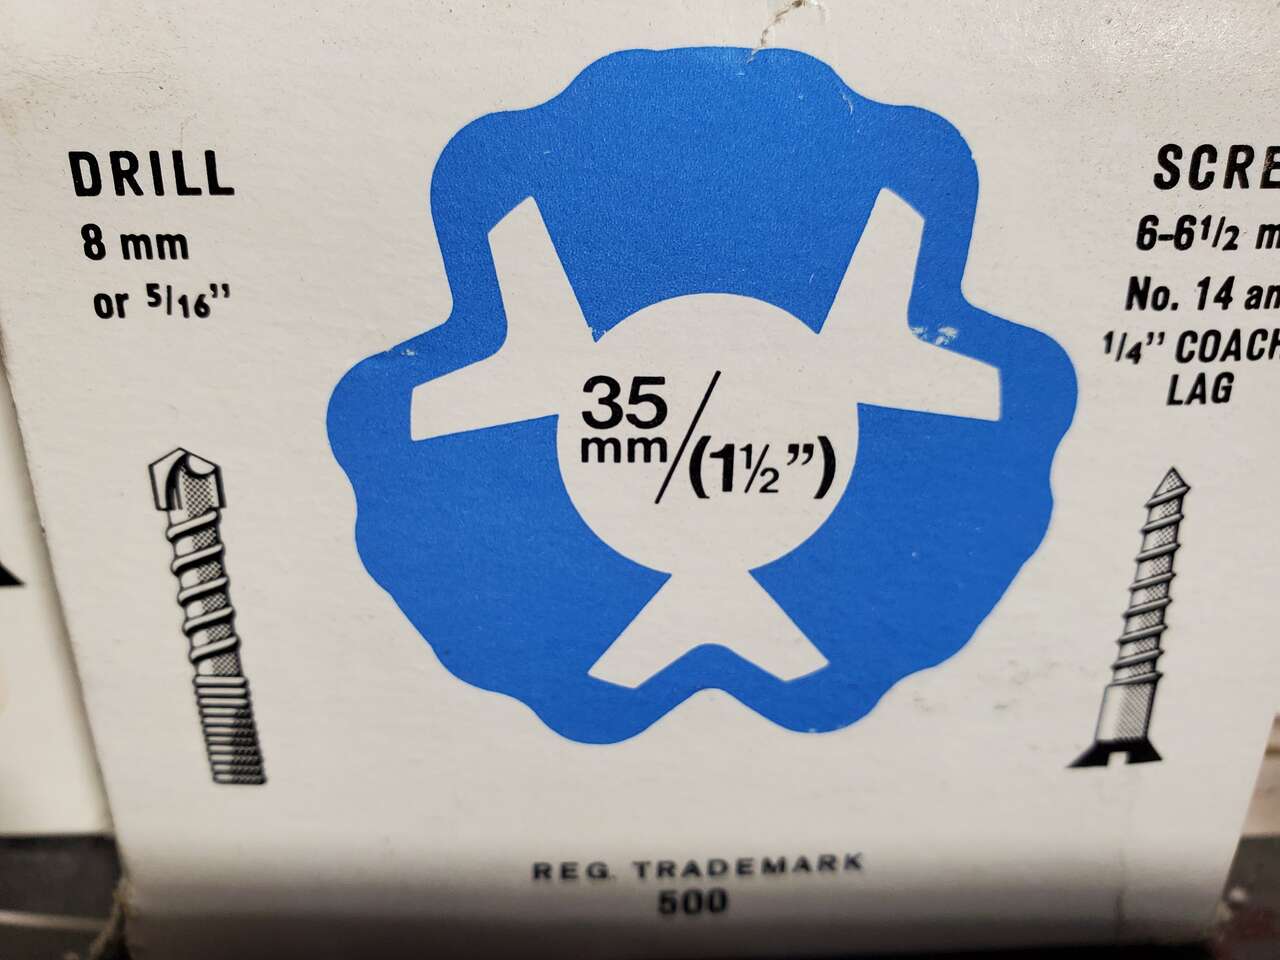 DRILL
8 mm
or 5/16"
35
mm/(1½")
6-6½
No. 14
¼"
LAG
REG. TRADEMARK
500